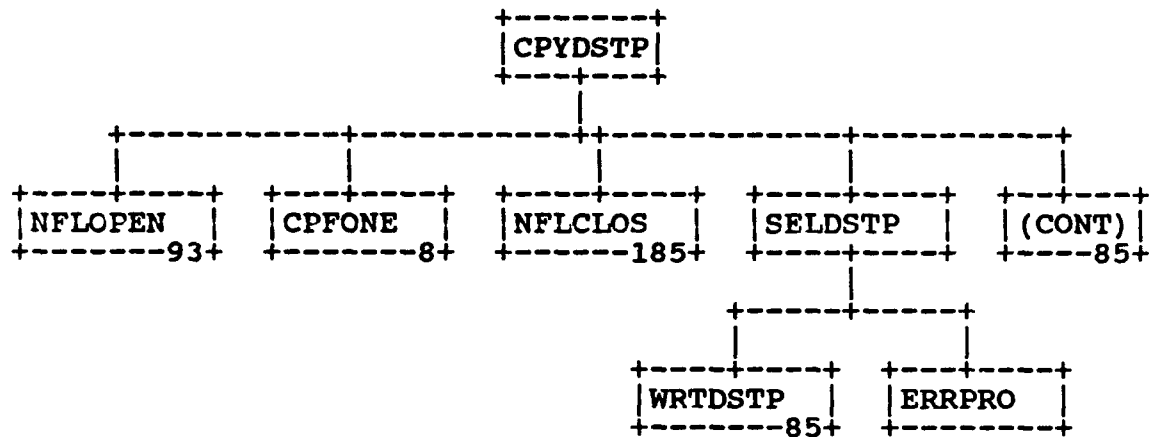 CPYDSTP
NFLOPEN CPFONE NFLCLOS SELDSTP (CONT)
93 8 185 85
WRTDSTP ERRPRO
85